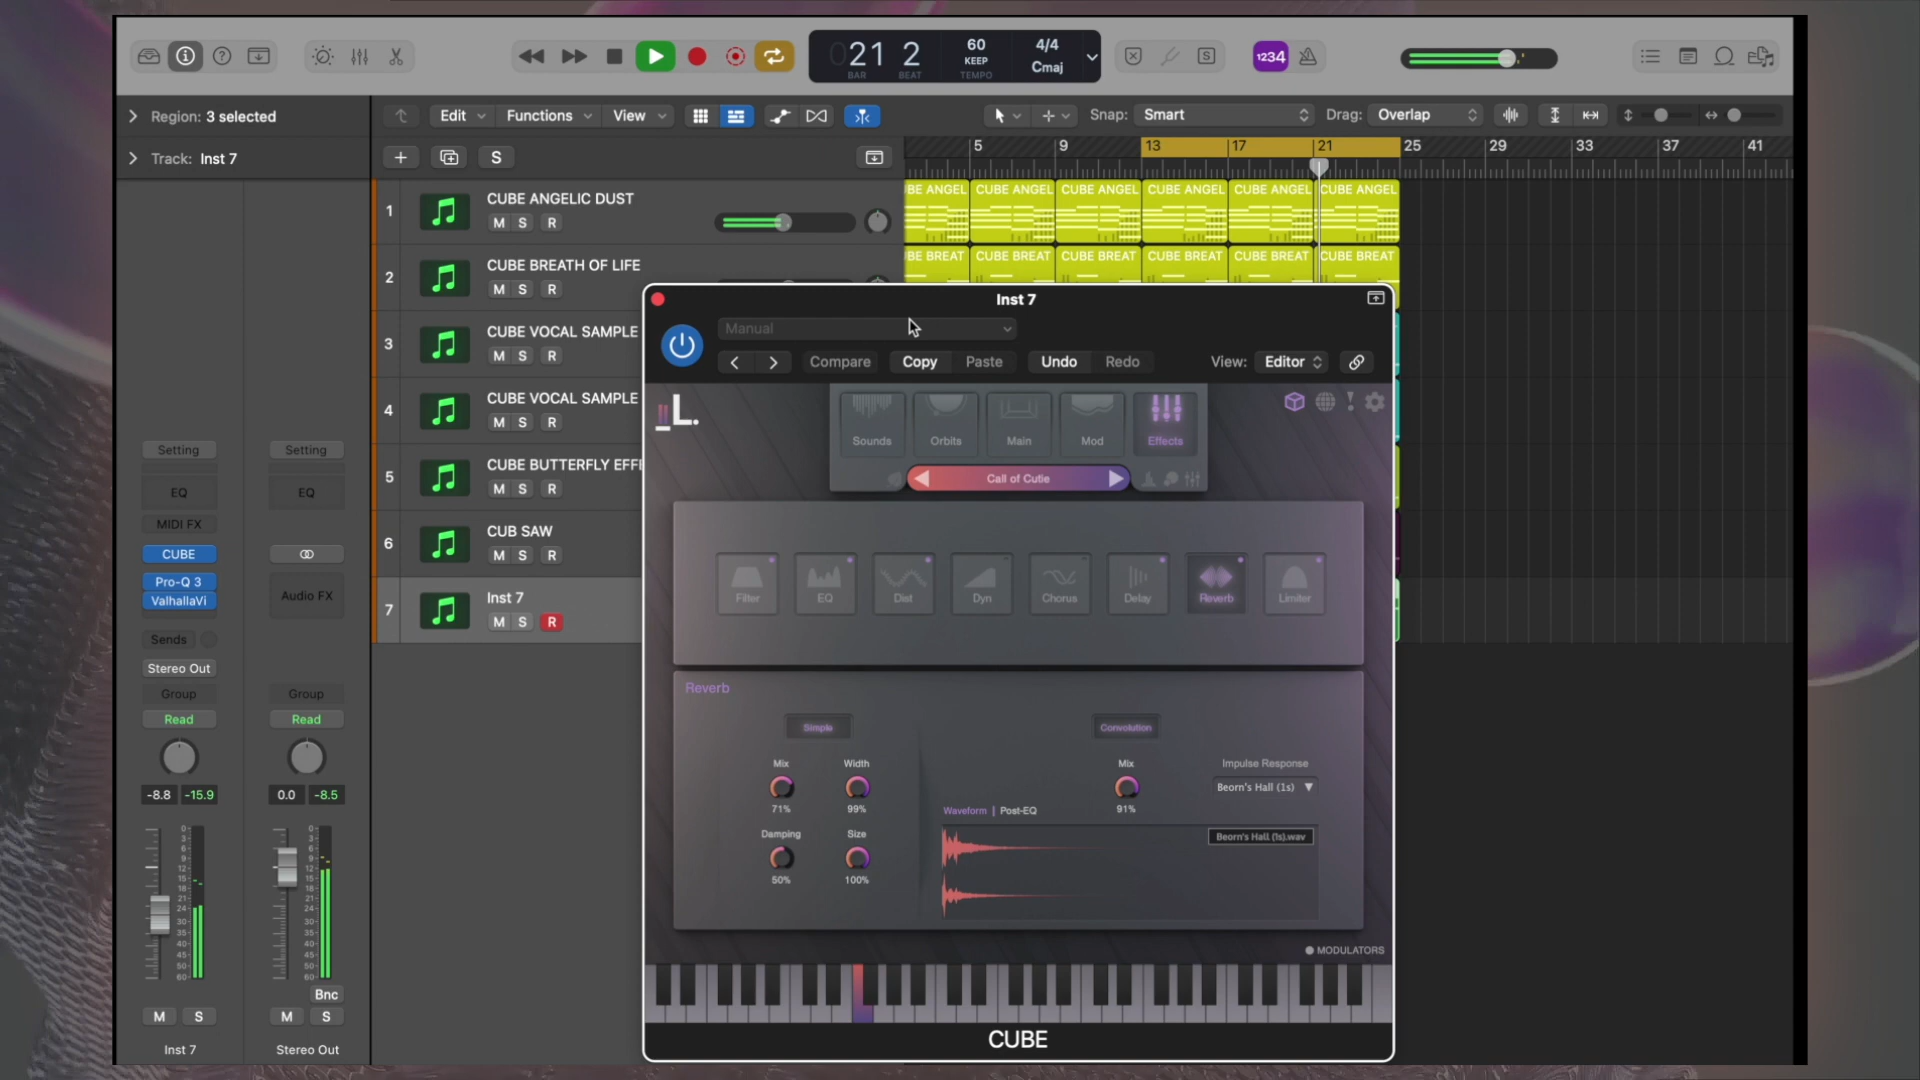 21 2
BAR BEAT
60
KEEP
TEMPO
4/4
Cmaj
S
1234
Region: 3 selected
Edit
Functions
View
Snap: Smart
Drag: Overlap
Track: Inst 7
S
5 9 13 17 21 25 29 33 37 41
1
CUBE ANGELIC DUST
M S R
BE ANGEL CUBE ANGEL CUBE ANGEL CUBE ANGEL CUBE ANGEL CUBE ANGEL
2
CUBE BREATH OF LIFE
M S R
BE BREAT CUBE BREAT CUBE BREAT CUBE BREAT CUBE BREAT CUBE BREAT
3
CUBE VOCAL SAMPLE
M S R
4
CUBE VOCAL SAMPLE
M S R
5
CUBE BUTTERFLY EFF
M S R
6
CUB SAW
M S R
7
Inst 7
M S R
Setting
EQ
MIDI FX
CUBE
Pro-Q 3
ValhallaVi
Sends
Stereo Out
Group
Read
-8.8 -15.9
M S
Inst 7
Setting
EQ
Audio FX
Group
Read
0.0 -8.5
Bnc
M S
Stereo Out
Inst 7
Manual
Compare
Copy
Paste
Undo
Redo
View: Editor
L.
Sounds Orbits Main Mod Effects
Call of Cutie
Filter EQ Dist Dyn Chorus Delay Reverb Limiter
Reverb
Simple
Mix
71%
Width
99%
Damping
50%
Size
100%
Convolution
Mix
91%
Impulse Response
Beorn's Hall (1s)
Waveform | Post-EQ
Beorn's Hall (1s).wav
MODULATORS
CUBE